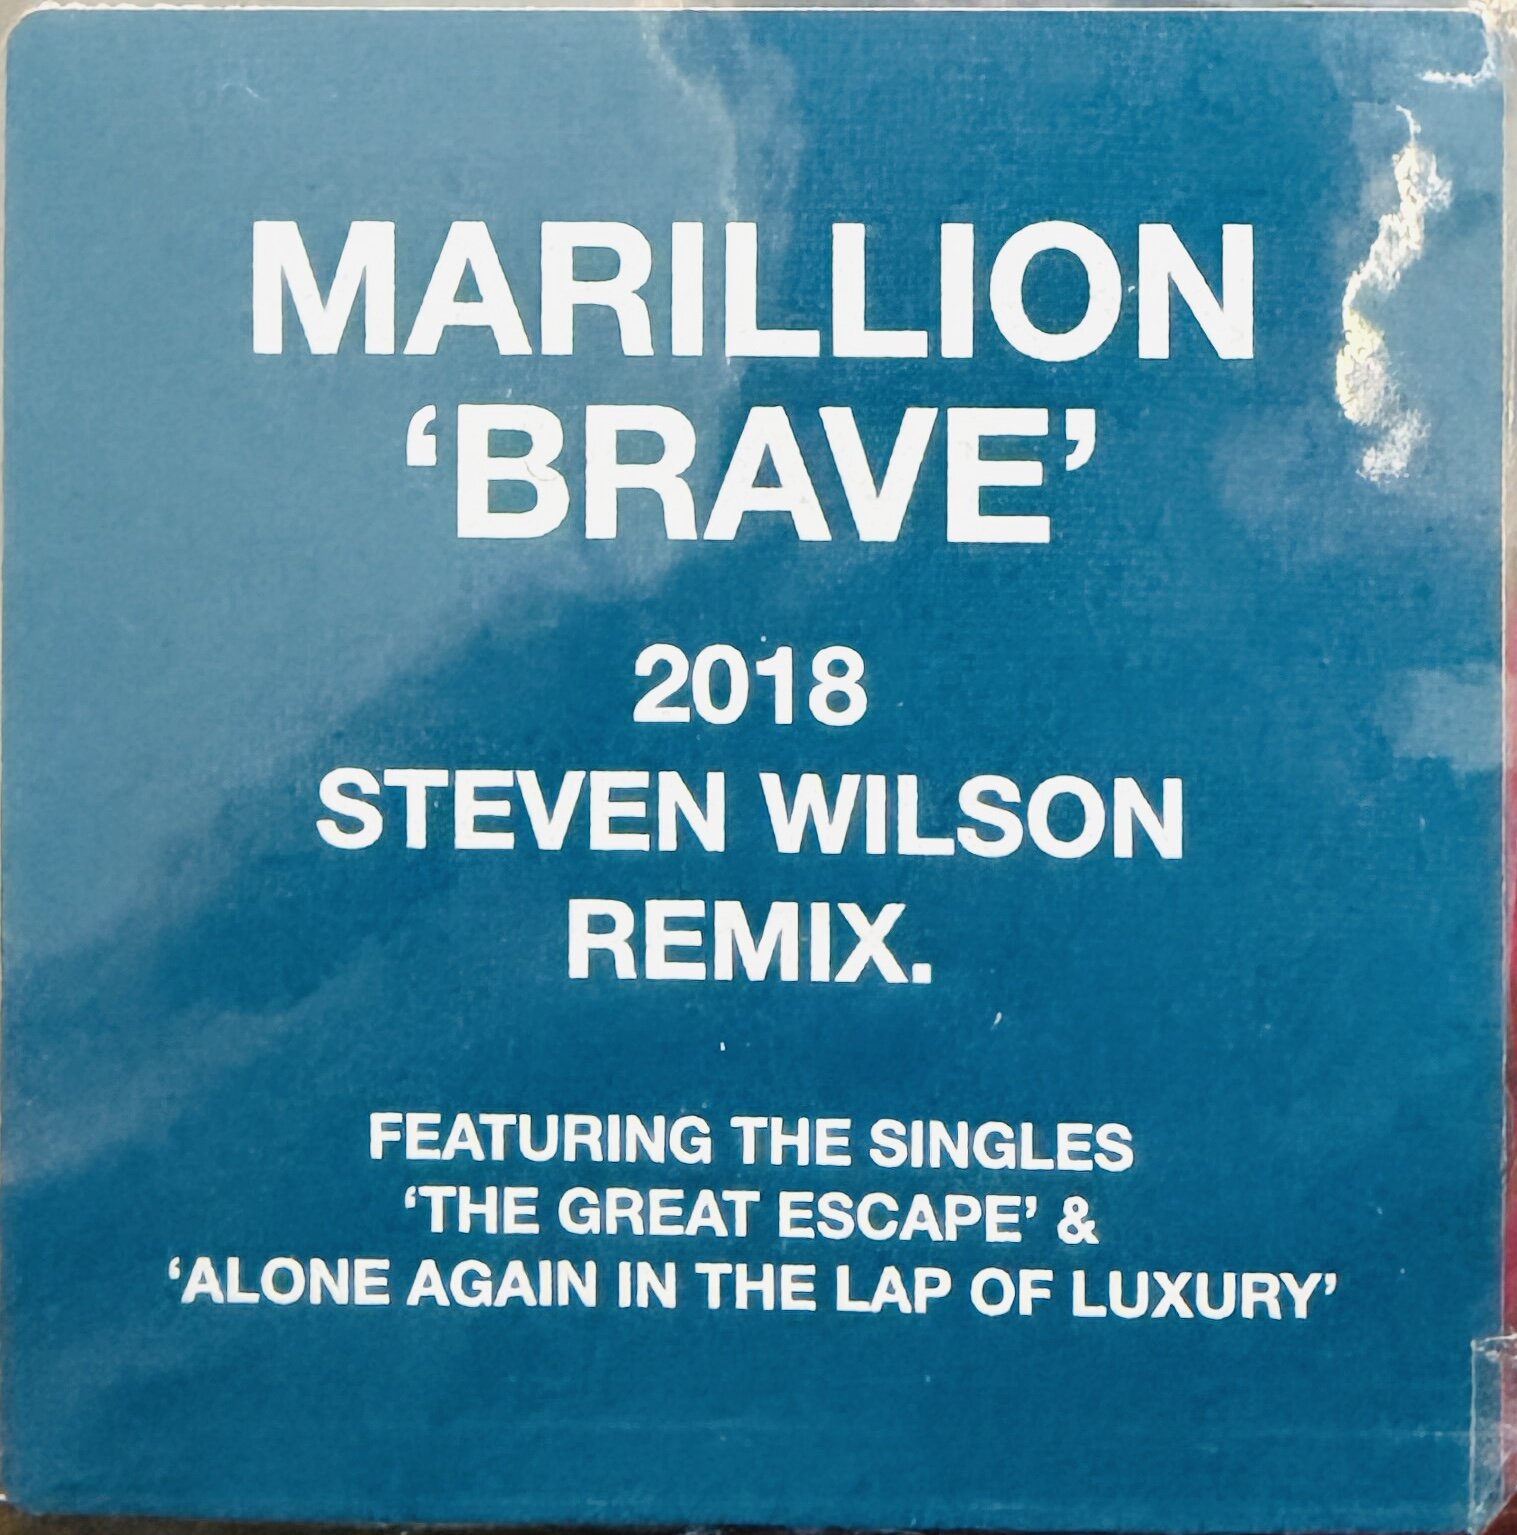 MARILLION
‘BRAVE’
2018
STEVEN WILSON
REMIX.
FEATURING THE SINGLES
‘THE GREAT ESCAPE’ &
‘ALONE AGAIN IN THE LAP OF LUXURY’